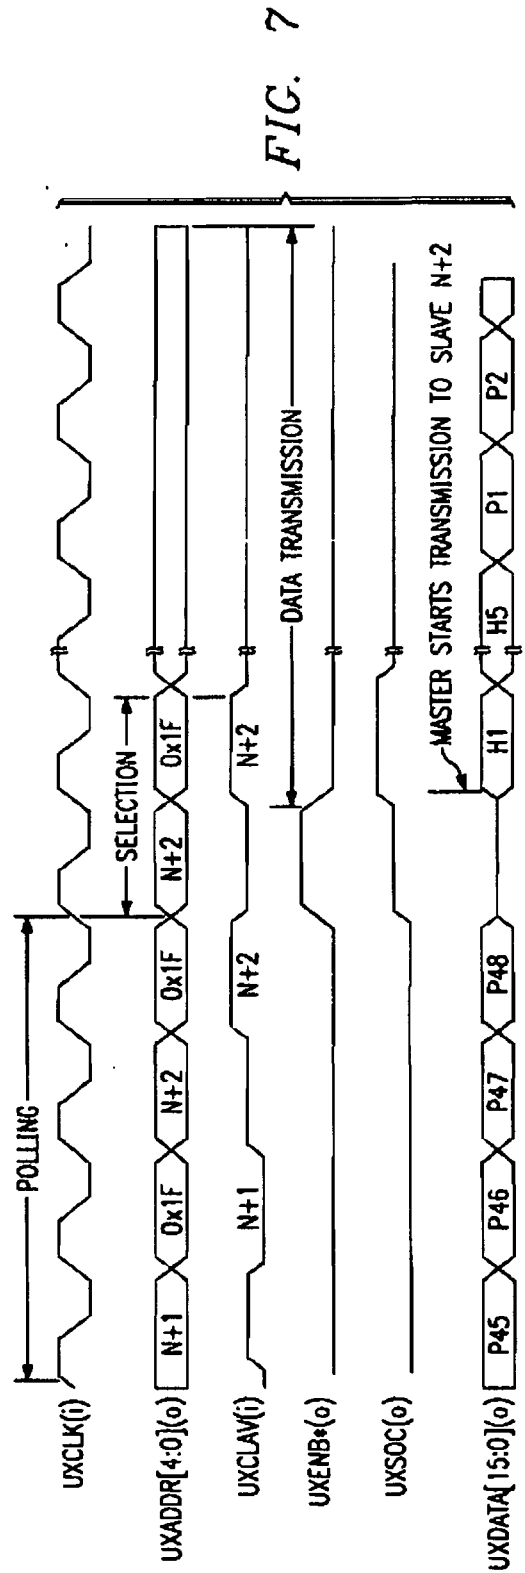 POLLING
SELECTION
UXCLK(i)
UXADDR[4:0](o) N+1 0x1F N+2 0x1F N+2 0x1F
UXCLAV(i) N+1 N+2 N+2
DATA TRANSMISSION
UXENB*(o)
UXSOC(o)
MASTER STARTS TRANSMISSION TO SLAVE N+2
UXDATA[15:0](o) P45 P46 P47 P48 H1 H5 P1 P2
FIG. 7